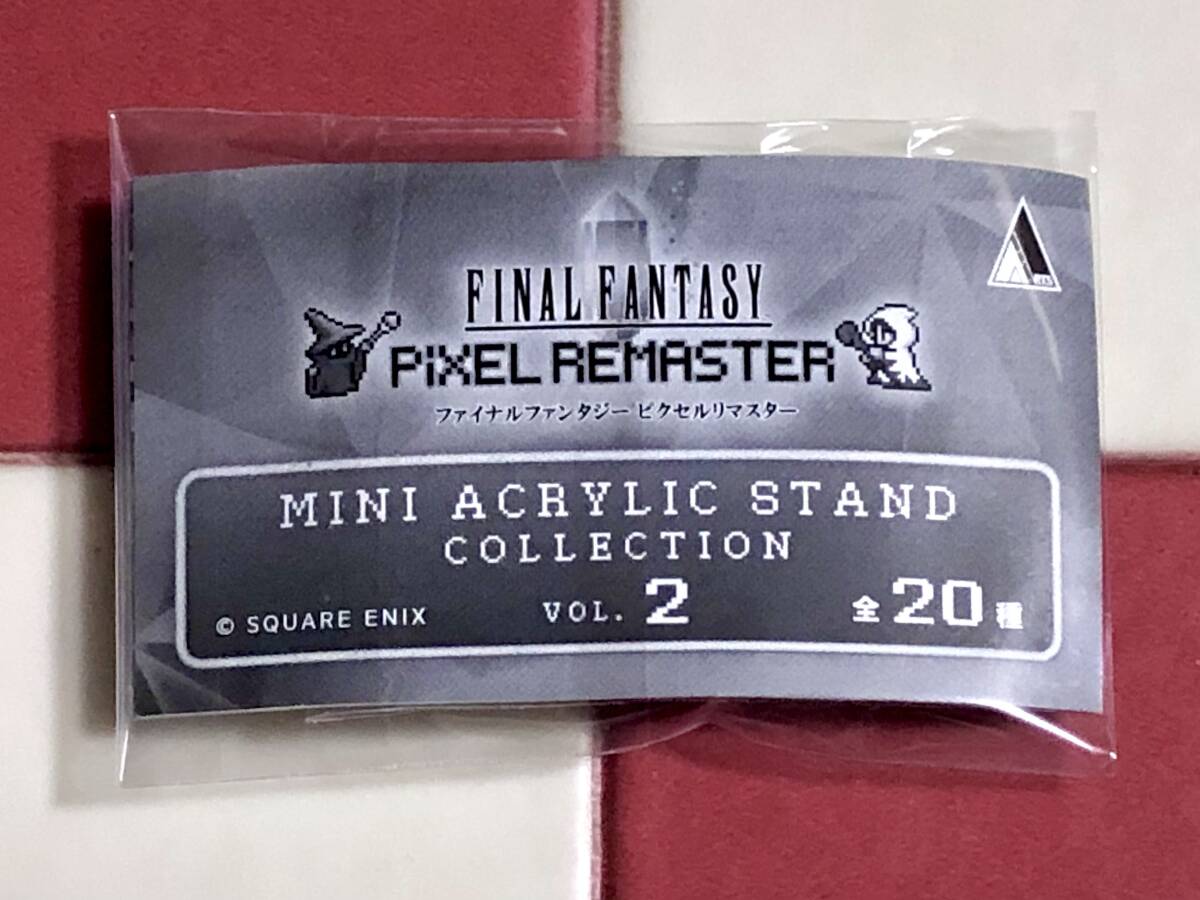 FINAL FANTASY
PiXEL REMASTER
ファイナルファンタジー ピクセルリマスター
MINI ACRYLIC STAND
COLLECTION
© SQUARE ENIX
VOL. 2
全20種